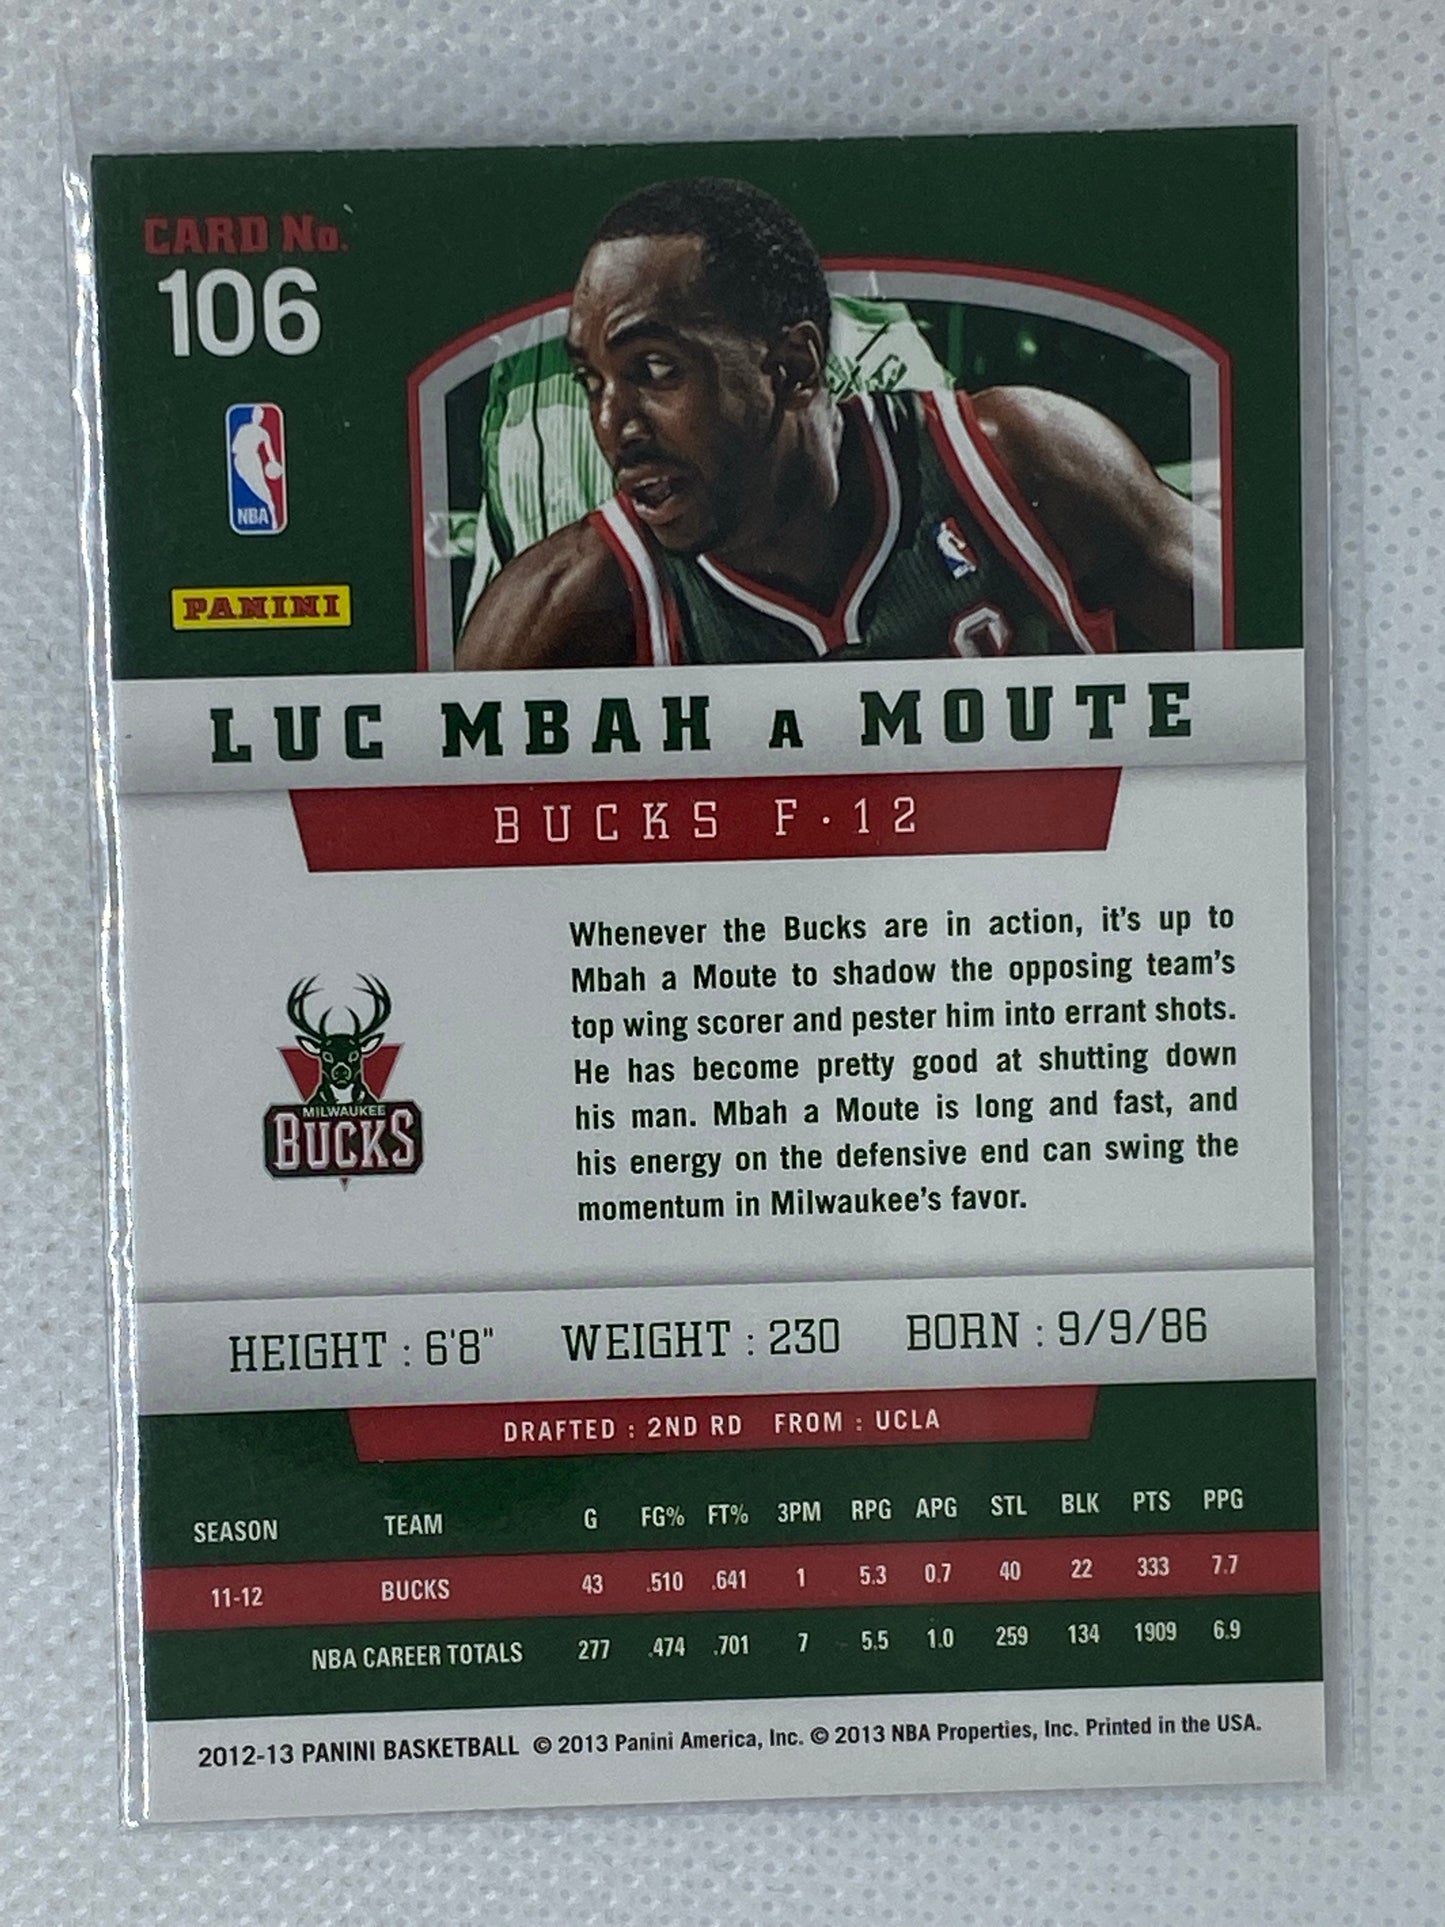 CARD No.
106
NBA
PANINI
LUC MBAH A MOUTE
BUCKS F·12
Whenever the Bucks are in action, it's up to
Mbah a Moute to shadow the opposing team's
top wing scorer and pester him into errant shots.
He has become pretty good at shutting down
his man. Mbah a Moute is long and fast, and
his energy on the defensive end can swing the
momentum in Milwaukee's favor.
MILWAUKEE
BUCKS
HEIGHT : 6'8" WEIGHT : 230 BORN : 9/9/86
DRAFTED : 2ND RD FROM : UCLA
SEASON TEAM G FG% FT% 3PM RPG APG STL BLK PTS PPG
11-12 BUCKS 43 .510 .641 1 5.3 0.7 40 22 333 7.7
NBA CAREER TOTALS 277 .474 .701 7 5.5 1.0 259 134 1909 6.9
2012-13 PANINI BASKETBALL © 2013 Panini America, Inc. © 2013 NBA Properties, Inc. Printed in the USA.